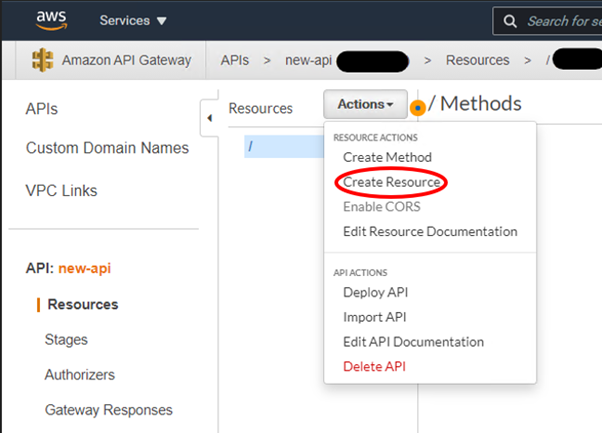 aws Services ▼ Search for se
Amazon API Gateway APIs > new-api > Resources > /
APIs
Custom Domain Names
VPC Links
API: new-api
Resources
Stages
Authorizers
Gateway Responses
Resources Actions / Methods
/
RESOURCE ACTIONS
Create Method
Create Resource
Enable CORS
Edit Resource Documentation
API ACTIONS
Deploy API
Import API
Edit API Documentation
Delete API